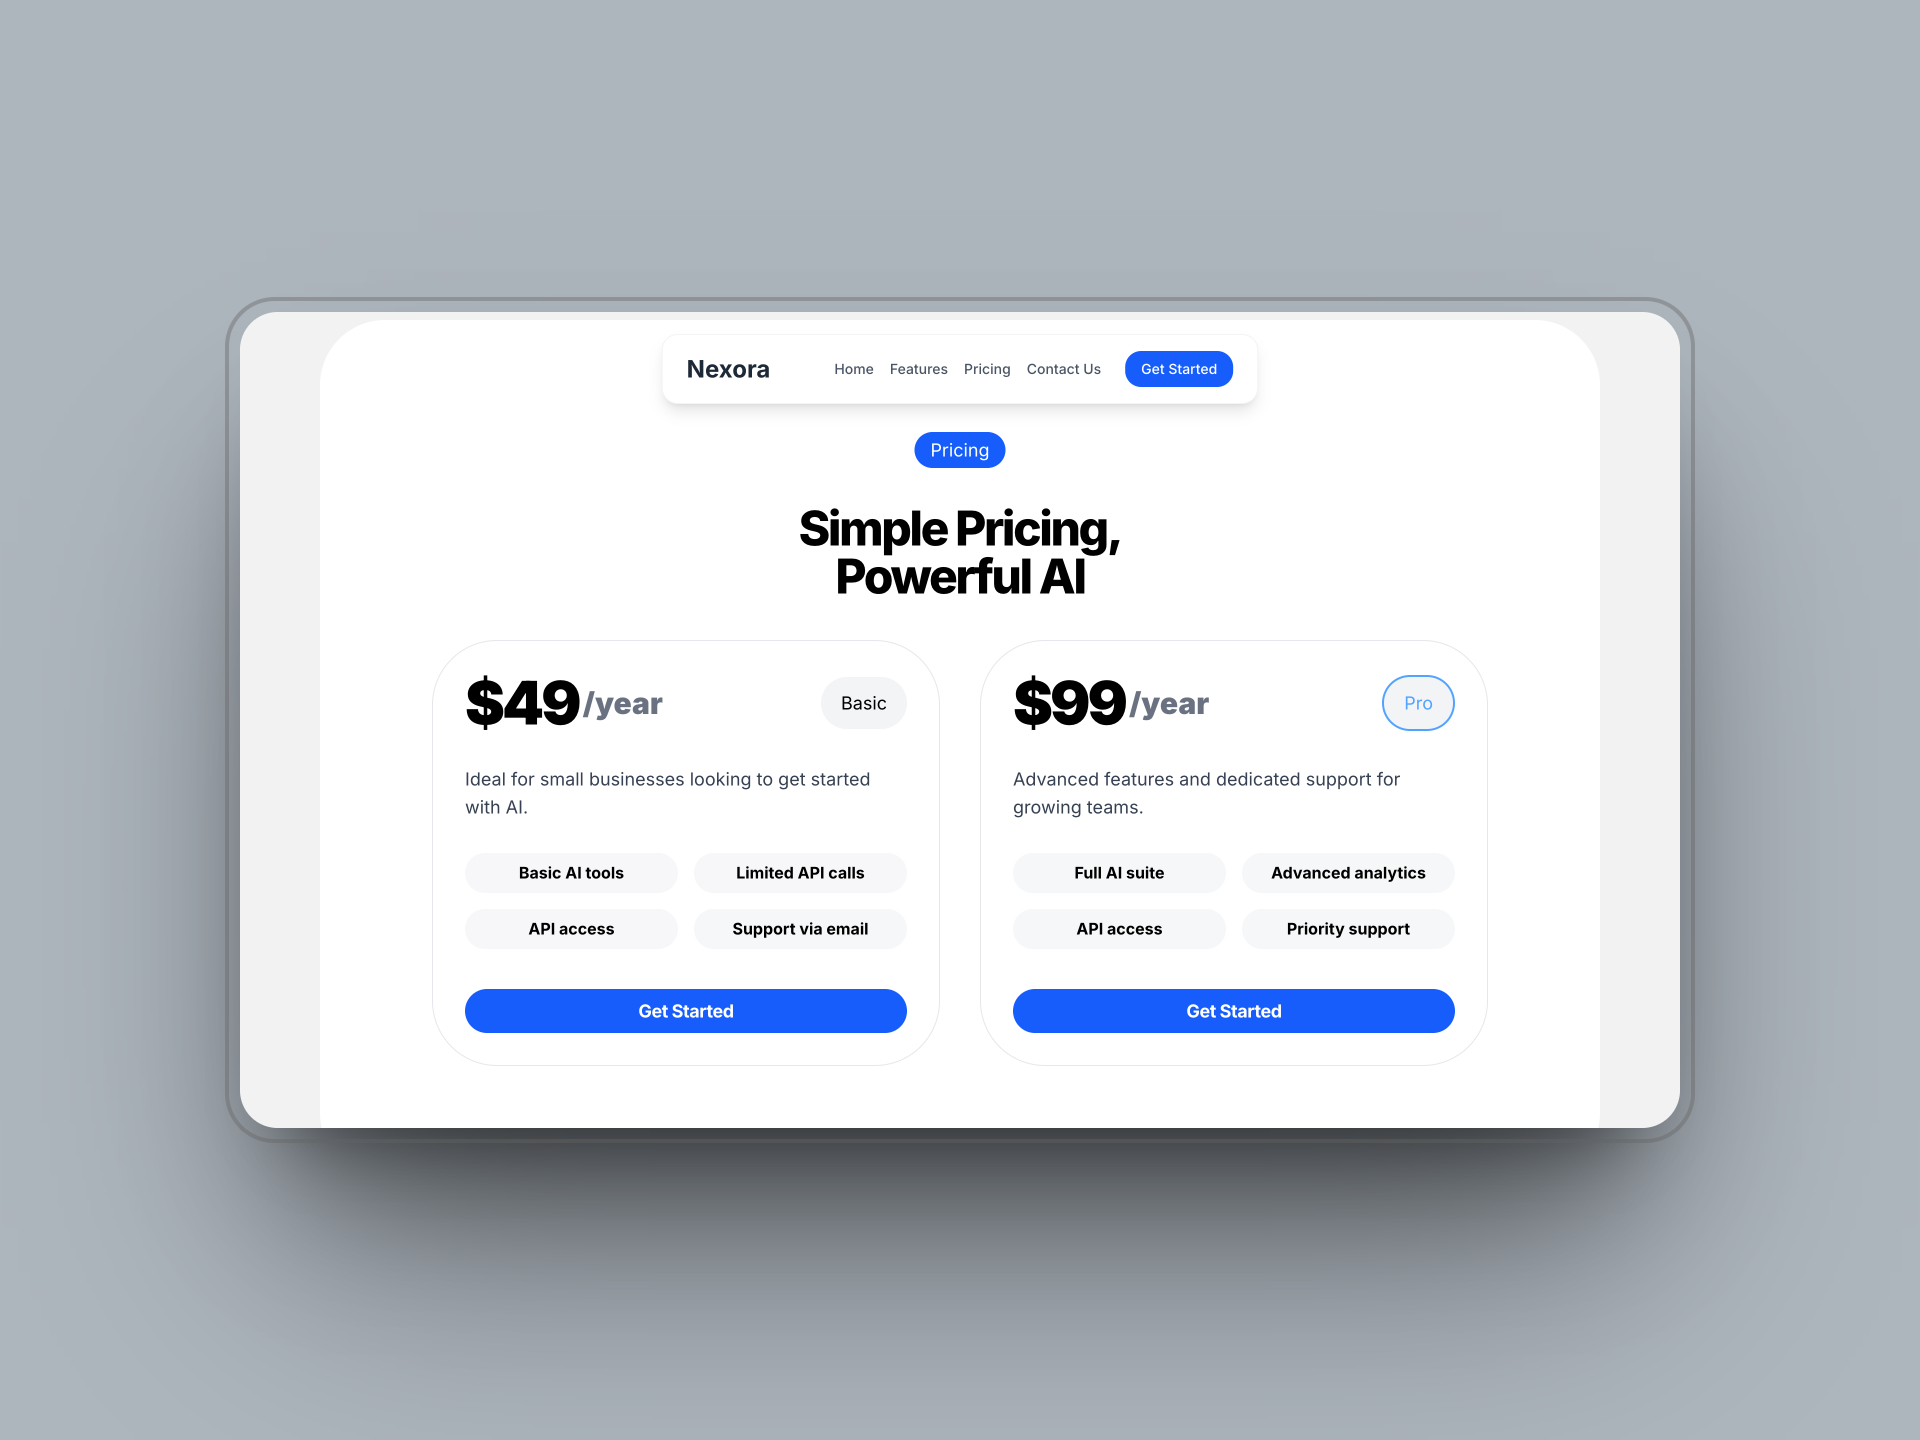 Nexora
Home Features Pricing Contact Us Get Started
Pricing
Simple Pricing,
Powerful AI
$49/year Basic
Ideal for small businesses looking to get started
with AI.
Basic AI tools Limited API calls
API access Support via email
Get Started
$99/year Pro
Advanced features and dedicated support for
growing teams.
Full AI suite Advanced analytics
API access Priority support
Get Started